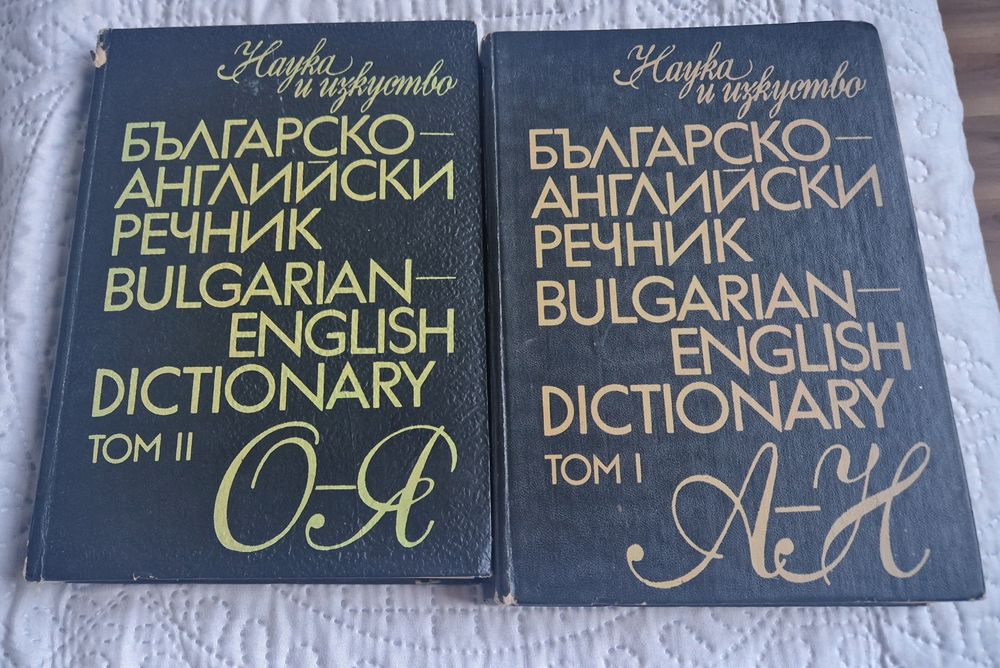 Наука
и изкуство
БЪЛГАРСКО–
АНГЛИЙСКИ
РЕЧНИК
BULGARIAN–
ENGLISH
DICTIONARY
ТОМ II
О–Я
Наука
и изкуство
БЪЛГАРСКО–
АНГЛИЙСКИ
РЕЧНИК
BULGARIAN–
ENGLISH
DICTIONARY
ТОМ I
А–Н